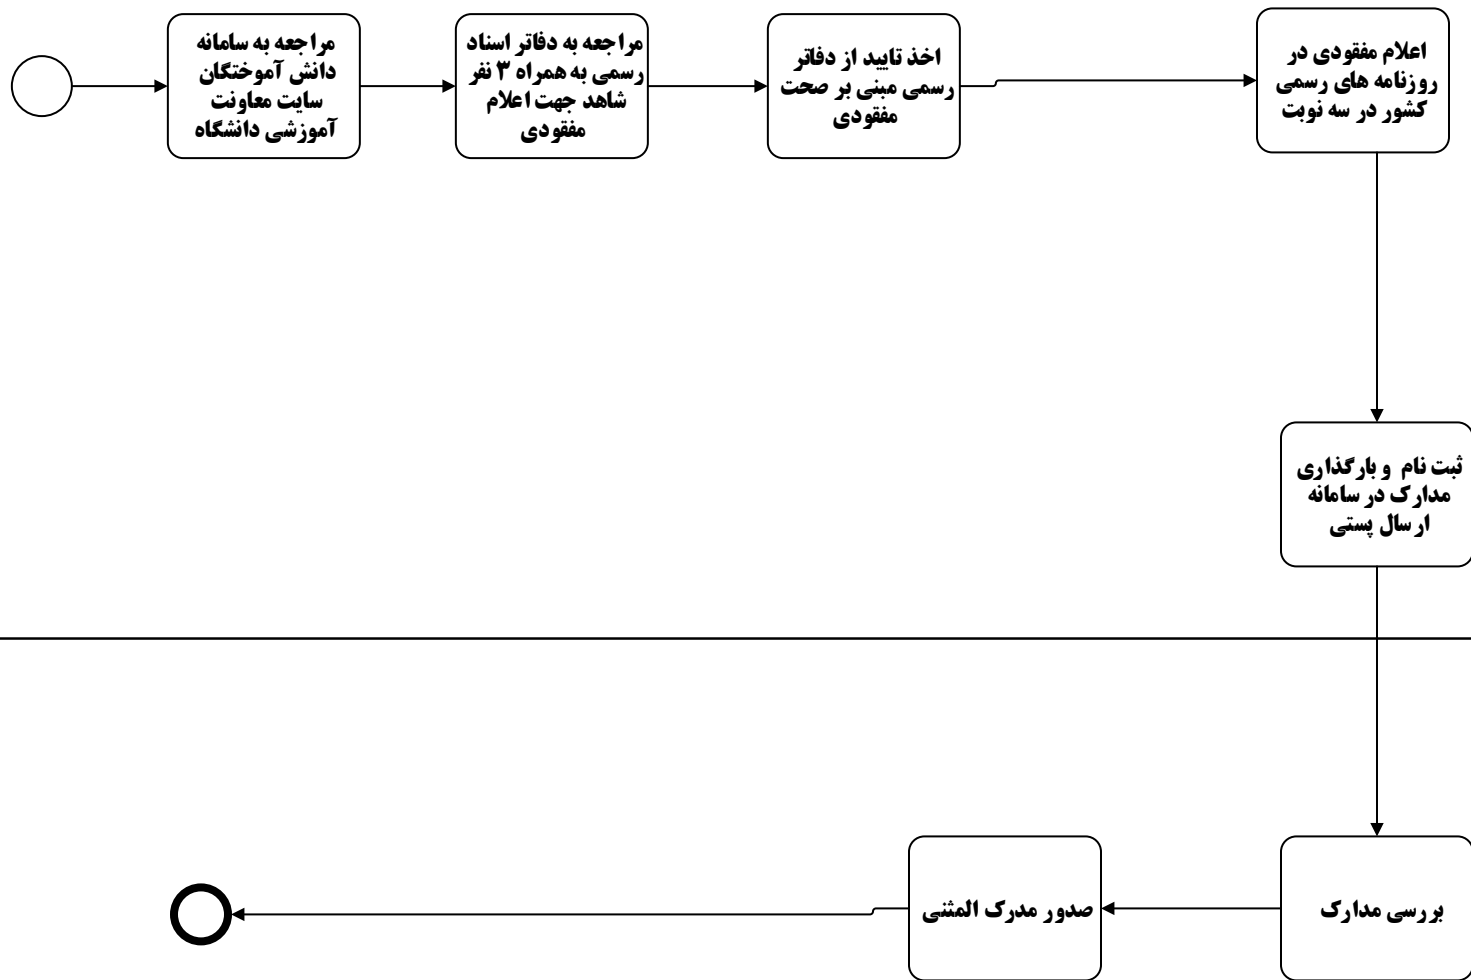 مراجعه به سامانه
دانش آموختگان
سایت معاونت
آموزشی دانشگاه
مراجعه به دفاتر اسناد
رسمی به همراه ۳ نفر
شاهد جهت اعلام
مفقودی
اخذ تایید از دفاتر
رسمی مبنی بر صحت
مفقودی
اعلام مفقودی در
روزنامه های رسمی
کشور در سه نوبت
ثبت نام و بارگذاری
مدارک در سامانه
ارسال پستی
بررسی مدارک
صدور مدرک المثنی